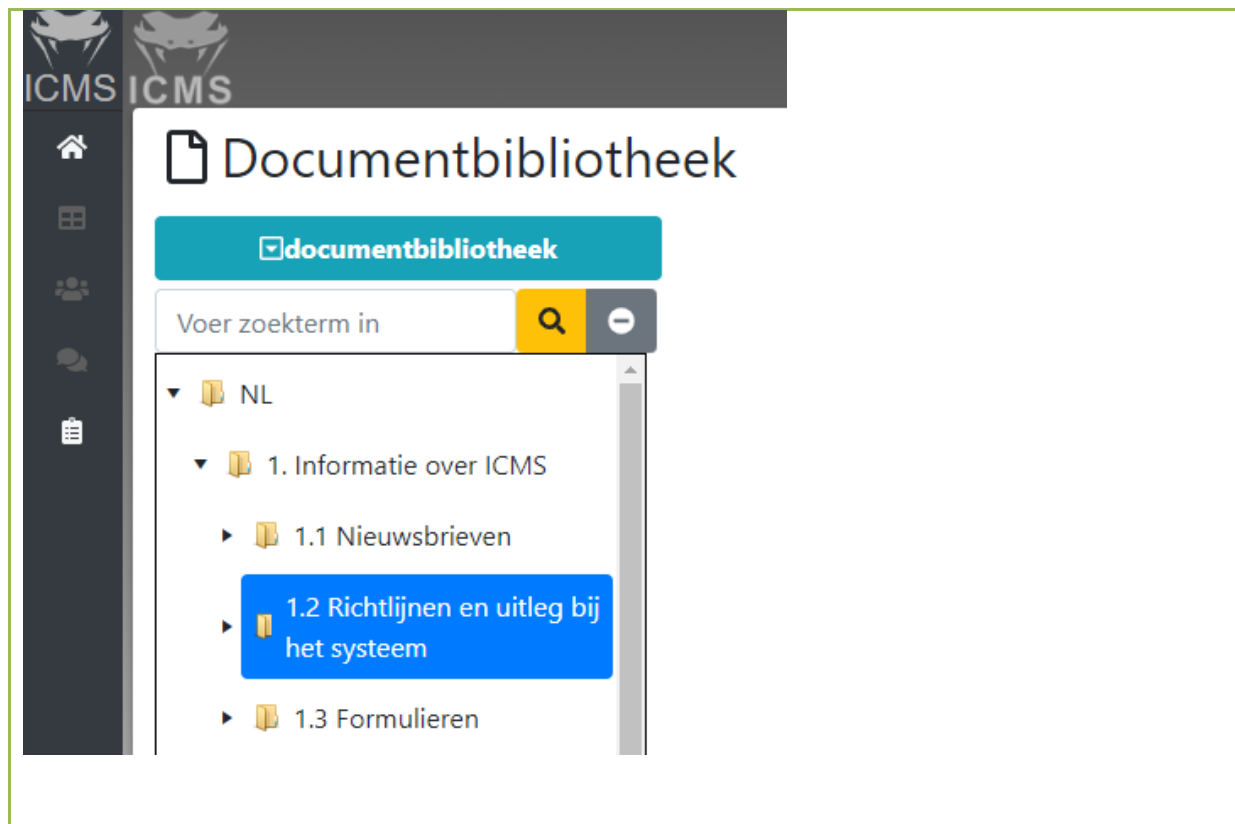 ICMS ICMS
Documentbibliotheek
documentbibliotheek
Voer zoekterm in
NL
1. Informatie over ICMS
1.1 Nieuwsbrieven
1.2 Richtlijnen en uitleg bij
het systeem
1.3 Formulieren